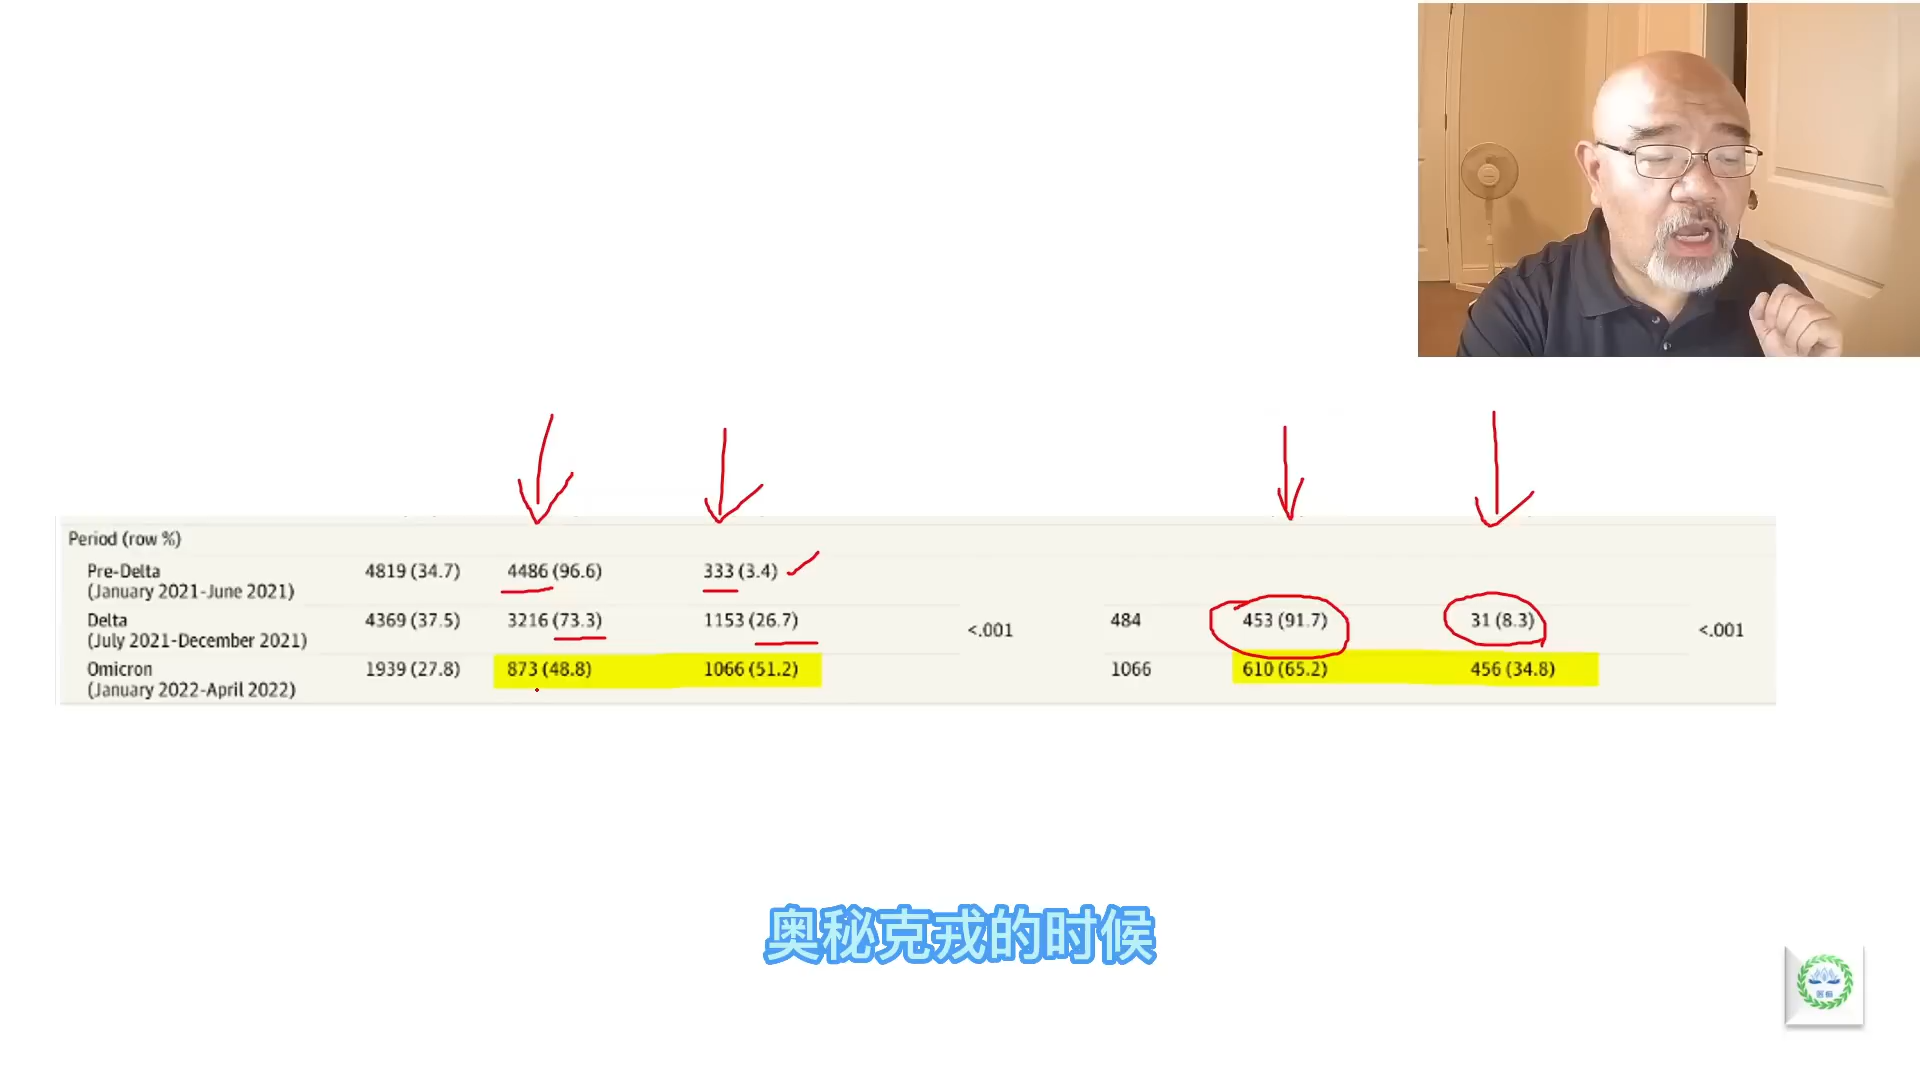 Period (row %)
Pre-Delta 4819 (34.7) 4486 (96.6) 333 (3.4)
(January 2021-June 2021)
Delta 4369 (37.5) 3216 (73.3) 1153 (26.7) <.001 484 453 (91.7) 31 (8.3) <.001
(July 2021-December 2021)
Omicron 1939 (27.8) 873 (48.8) 1066 (51.2) 1066 610 (65.2) 456 (34.8)
(January 2022-April 2022)
奥秘克戎的时候